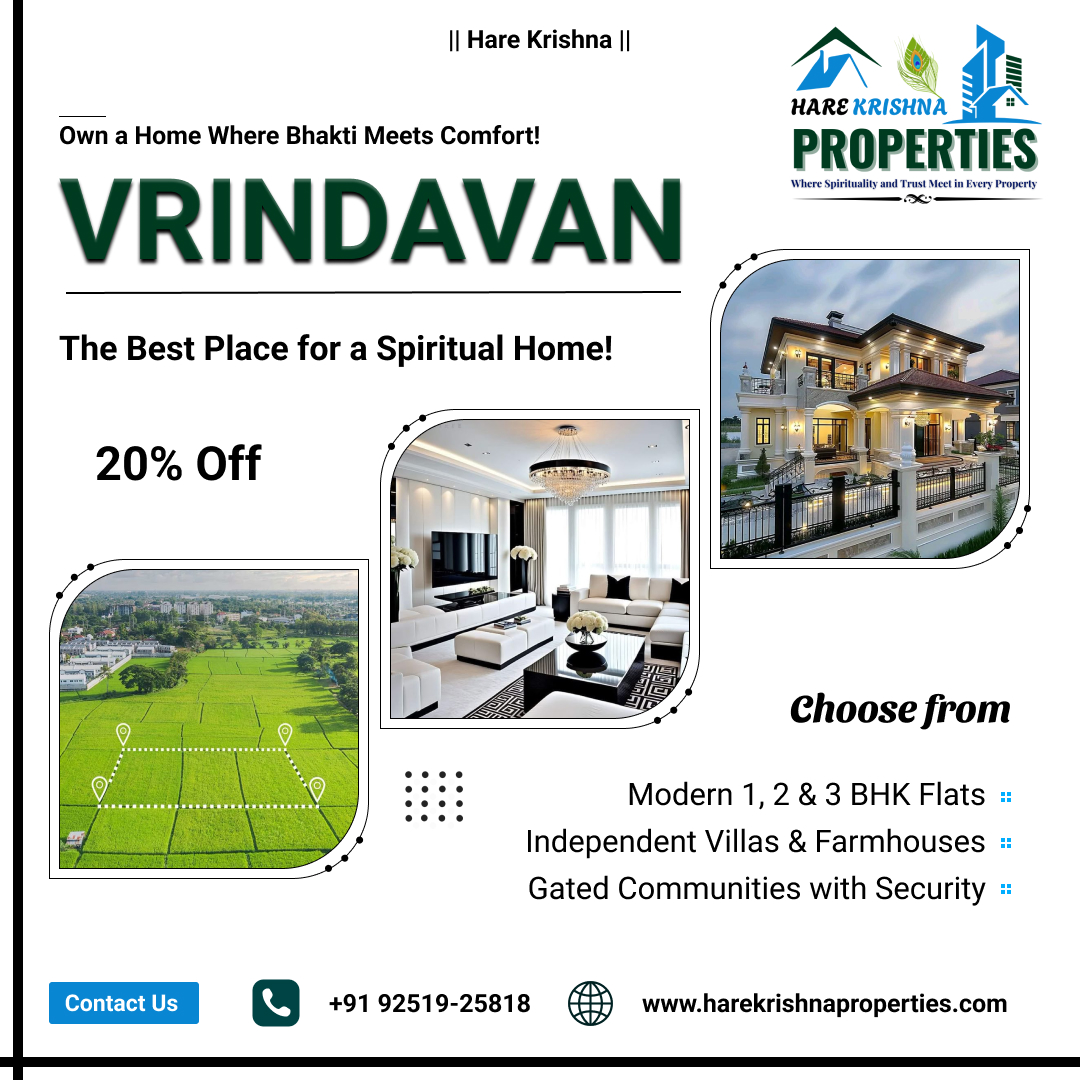 || Hare Krishna ||
HARE KRISHNA
PROPERTIES
Where Spirituality and Trust Meet in Every Property
Own a Home Where Bhakti Meets Comfort!
VRINDAVAN
The Best Place for a Spiritual Home!
20% Off
Choose from
Modern 1, 2 & 3 BHK Flats
Independent Villas & Farmhouses
Gated Communities with Security
Contact Us
+91 92519-25818
www.harekrishnaproperties.com